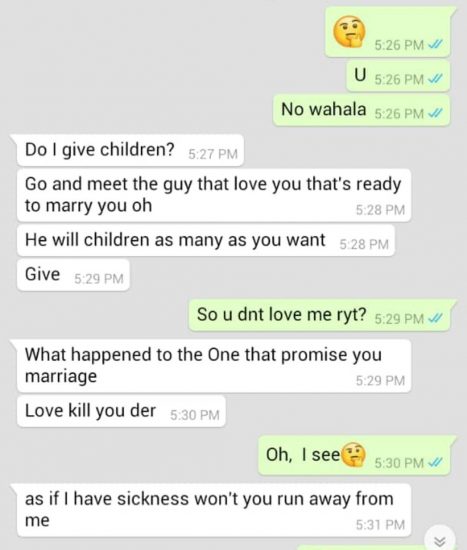 🤔 5:26 PM
U 5:26 PM
No wahala 5:26 PM
Do I give children? 5:27 PM
Go and meet the guy that love you that's ready
to marry you oh 5:28 PM
He will children as many as you want 5:28 PM
Give 5:29 PM
So u dnt love me ryt? 5:29 PM
What happened to the One that promise you
marriage 5:29 PM
Love kill you der 5:30 PM
Oh, I see🤔 5:30 PM
as if I have sickness won't you run away from
me 5:31 PM